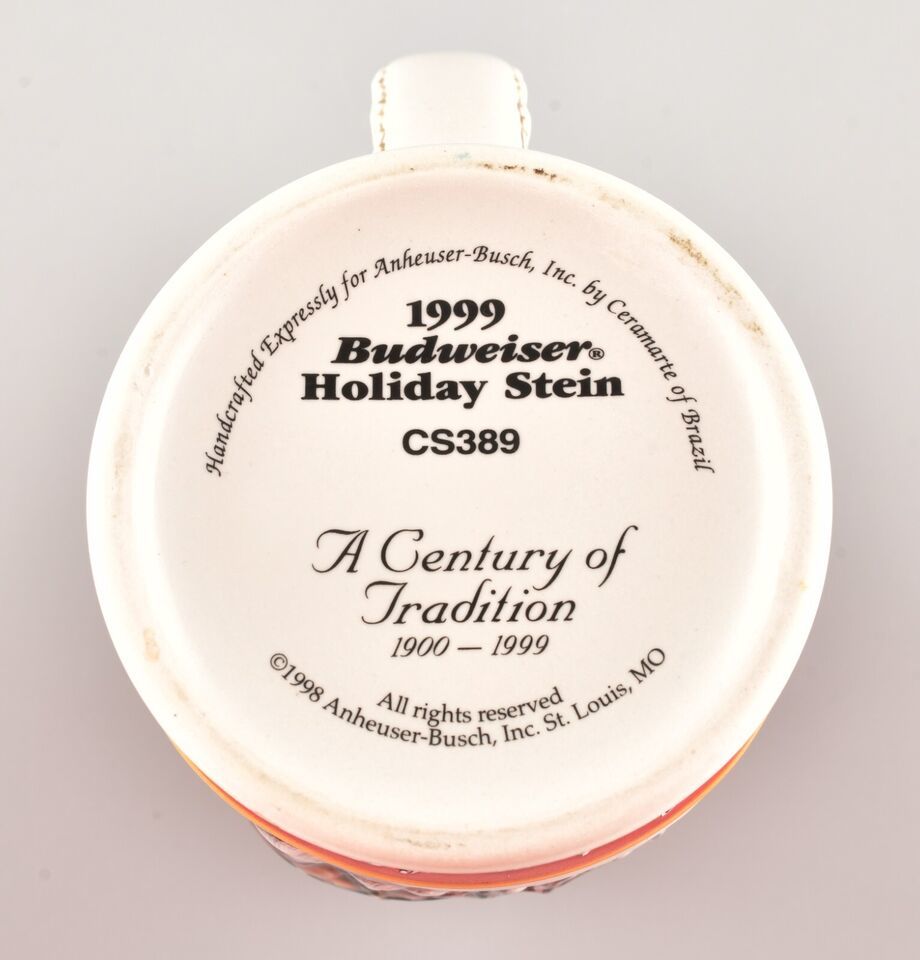 Handcrafted Expressly for Anheuser-Busch, Inc. by Ceramarte of Brazil
1999
Budweiser®
Holiday Stein
CS389
A Century of
Tradition
1900 — 1999
All rights reserved
©1998 Anheuser-Busch, Inc. St. Louis, MO